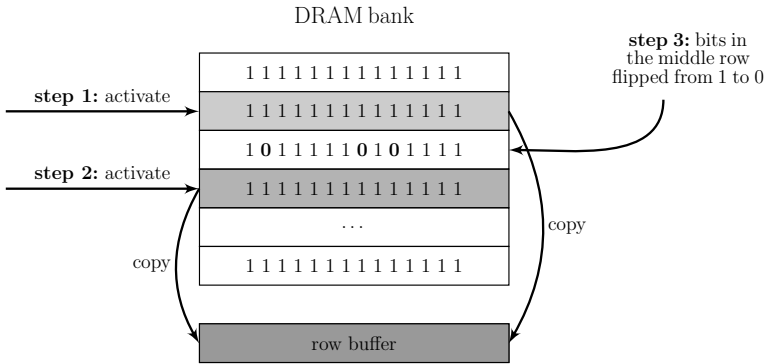 DRAM bank
1 1 1 1 1 1 1 1 1 1 1 1 1 1
step 1: activate
1 1 1 1 1 1 1 1 1 1 1 1 1 1
step 3: bits in
the middle row
flipped from 1 to 0
1 0 1 1 1 1 1 0 1 0 1 1 1 1
step 2: activate
1 1 1 1 1 1 1 1 1 1 1 1 1 1
...
copy
copy
1 1 1 1 1 1 1 1 1 1 1 1 1 1
row buffer